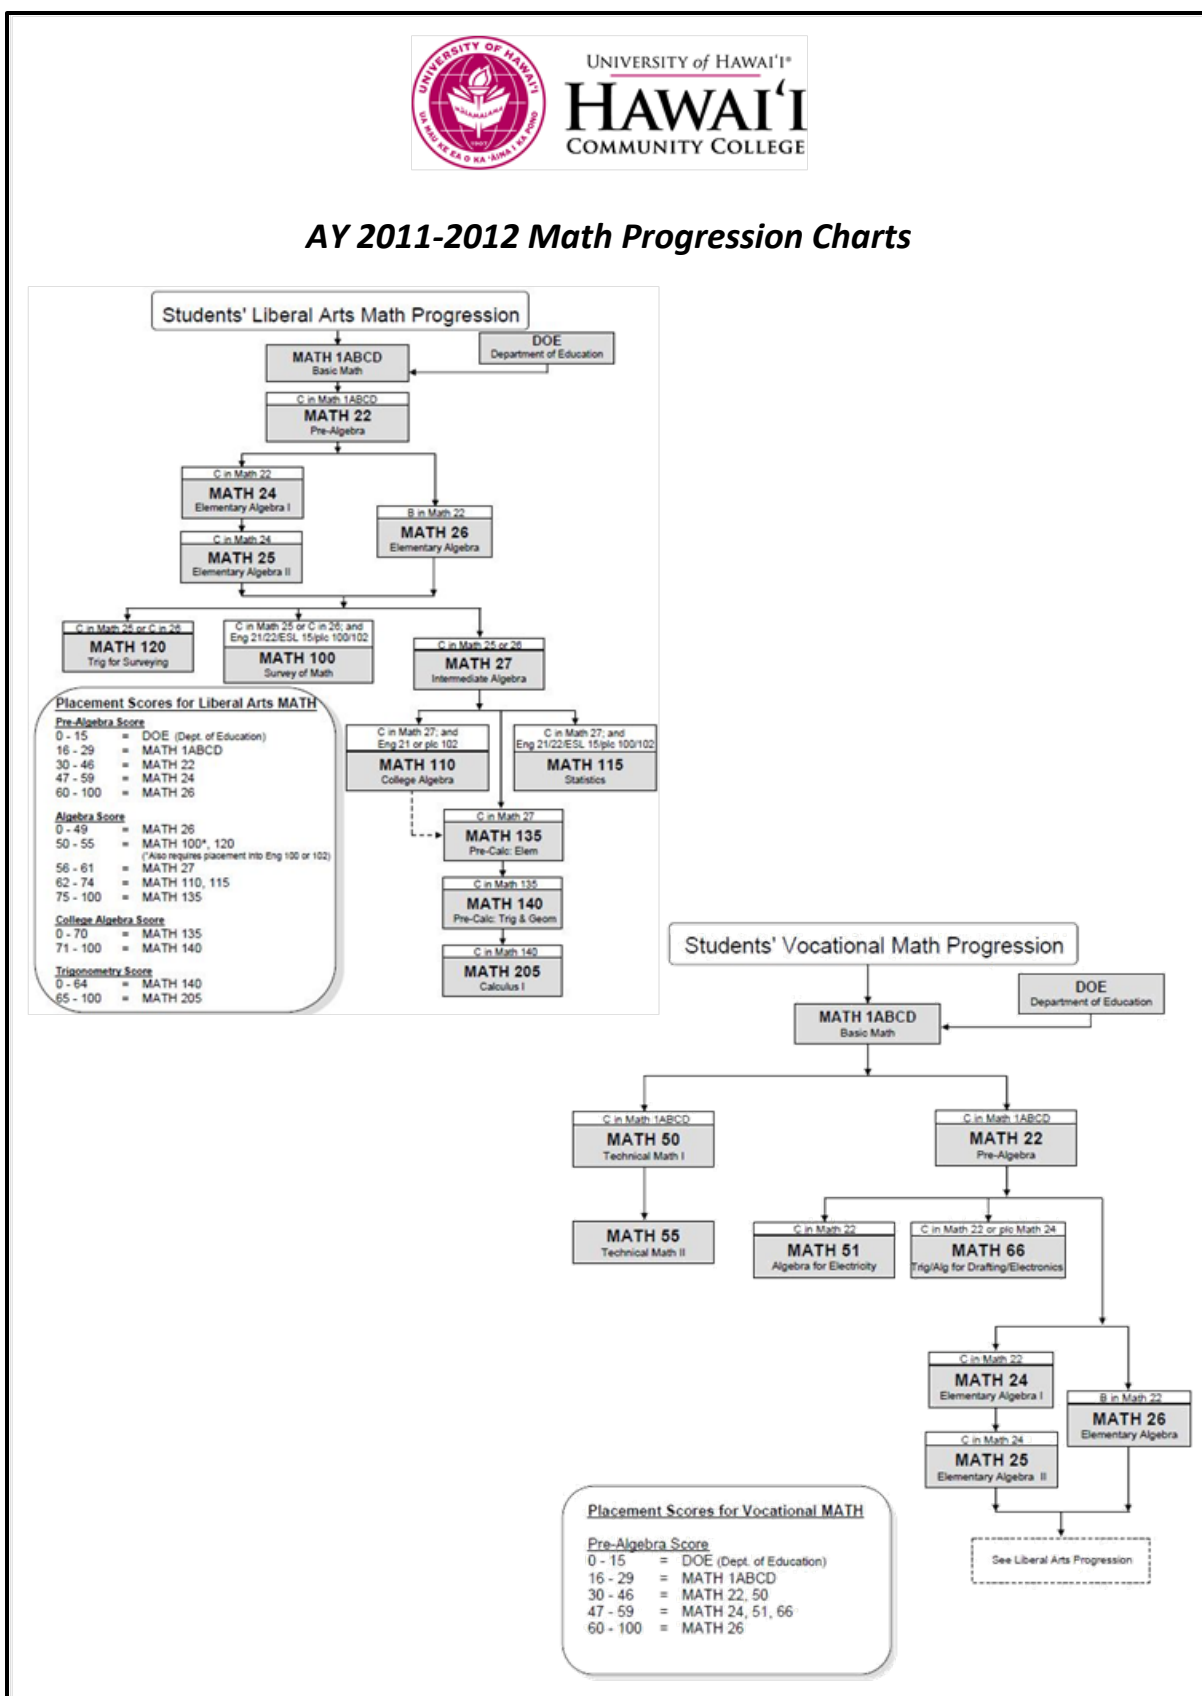 UNIVERSITY OF HAWAI'I
MĀLAMALAMA
1907
UA MAU KE EA O KA 'ĀINA I KA PONO
UNIVERSITY of HAWAI'I®
HAWAI'I
COMMUNITY COLLEGE
AY 2011-2012 Math Progression Charts
Students' Liberal Arts Math Progression
DOE
Department of Education
MATH 1ABCD
Basic Math
C in Math 1ABCD
MATH 22
Pre-Algebra
C in Math 22
MATH 24
Elementary Algebra I
B in Math 22
MATH 26
Elementary Algebra
C in Math 24
MATH 25
Elementary Algebra II
C in Math 25 or C in 26
MATH 120
Trig for Surveying
C in Math 25 or C in 26; and
Eng 21/22/ESL 15/plc 100/102
MATH 100
Survey of Math
C in Math 25 or 26
MATH 27
Intermediate Algebra
C in Math 27; and
Eng 21 or plc 102
MATH 110
College Algebra
C in Math 27; and
Eng 21/22/ESL 15/plc 100/102
MATH 115
Statistics
C in Math 27
MATH 135
Pre-Calc: Elem
C in Math 135
MATH 140
Pre-Calc: Trig & Geom
C in Math 140
MATH 205
Calculus I
Placement Scores for Liberal Arts MATH
Pre-Algebra Score
0 - 15 = DOE (Dept. of Education)
16 - 29 = MATH 1ABCD
30 - 46 = MATH 22
47 - 59 = MATH 24
60 - 100 = MATH 26
Algebra Score
0 - 49 = MATH 26
50 - 55 = MATH 100*, 120
(*Also requires placement into Eng 100 or 102)
56 - 61 = MATH 27
62 - 74 = MATH 110, 115
75 - 100 = MATH 135
College Algebra Score
0 - 70 = MATH 135
71 - 100 = MATH 140
Trigonometry Score
0 - 64 = MATH 140
65 - 100 = MATH 205
Students' Vocational Math Progression
DOE
Department of Education
MATH 1ABCD
Basic Math
C in Math 1ABCD
MATH 50
Technical Math I
C in Math 1ABCD
MATH 22
Pre-Algebra
MATH 55
Technical Math II
C in Math 22
MATH 51
Algebra for Electricity
C in Math 22 or plc Math 24
MATH 66
Trig/Alg for Drafting/Electronics
C in Math 22
MATH 24
Elementary Algebra I
B in Math 22
MATH 26
Elementary Algebra
C in Math 24
MATH 25
Elementary Algebra II
See Liberal Arts Progression
Placement Scores for Vocational MATH
Pre-Algebra Score
0 - 15 = DOE (Dept. of Education)
16 - 29 = MATH 1ABCD
30 - 46 = MATH 22, 50
47 - 59 = MATH 24, 51, 66
60 - 100 = MATH 26